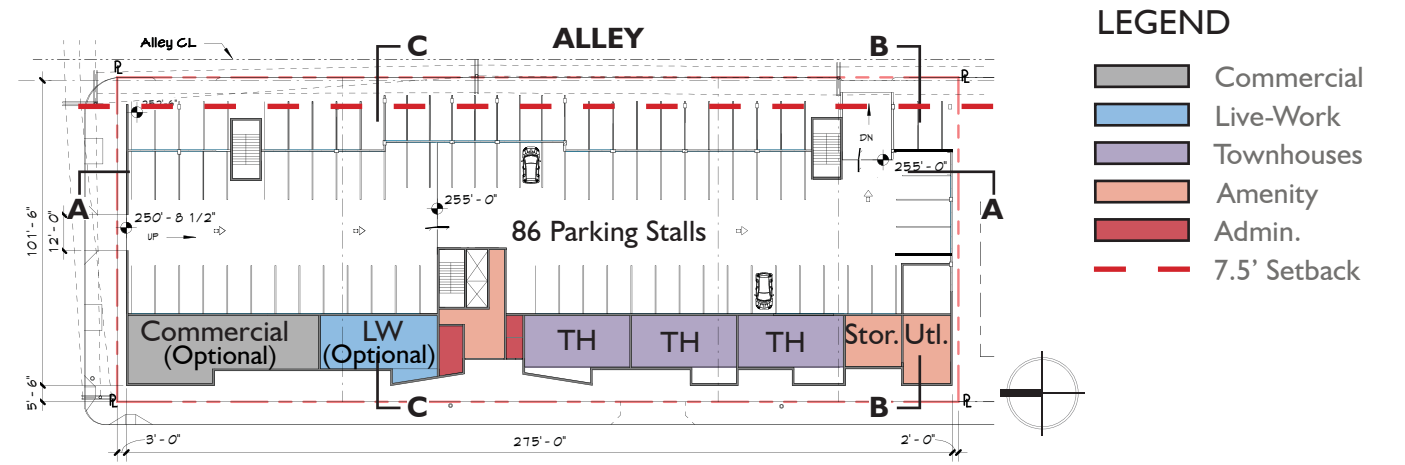 LEGEND
Commercial
Live-Work
Townhouses
Amenity
Admin.
7.5' Setback
Alley CL
ALLEY
C
B
PL
PL
DN
255' - 0"
A
A
255' - 0"
250' - 8 1/2"
UP
86 Parking Stalls
101' - 6"
12' - 0"
Commercial
(Optional)
LW
(Optional)
TH
TH
TH
Stor.
Utl.
5' - 6"
PL
C
B
PL
3' - 0"
275' - 0"
2' - 0"